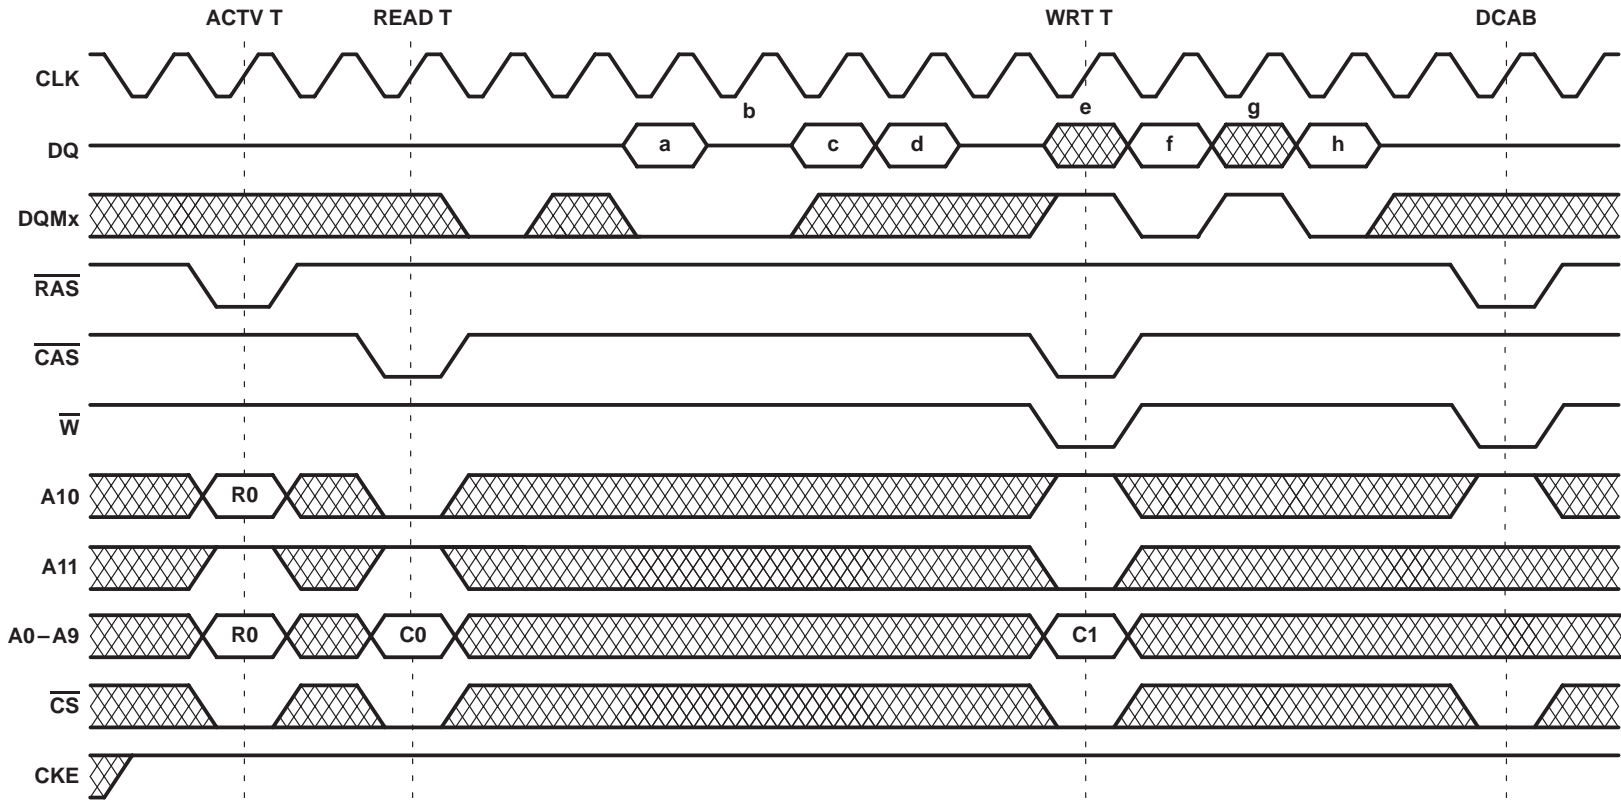 ACTV T READ T WRT T DCAB
CLK
b e g
DQ a c d f h
DQMx
RAS
CAS
W
A10 R0
A11
A0–A9 R0 C0 C1
CS
CKE